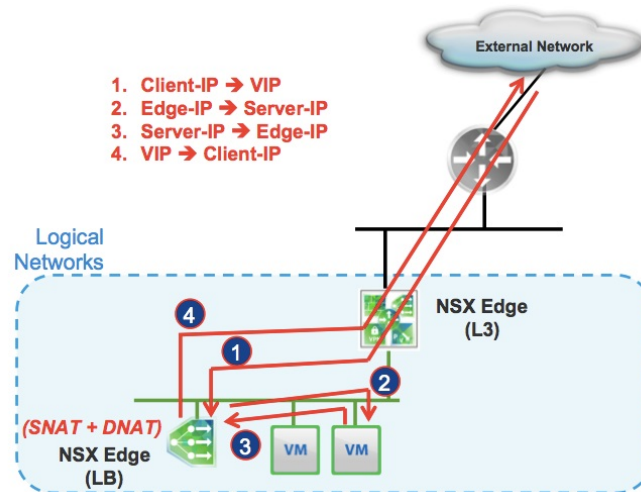 External Network
1. Client-IP ➔ VIP
2. Edge-IP ➔ Server-IP
3. Server-IP ➔ Edge-IP
4. VIP ➔ Client-IP
Logical
Networks
NSX Edge
(L3)
4
1
2
(SNAT + DNAT)
3
NSX Edge
(LB)
VM
VM